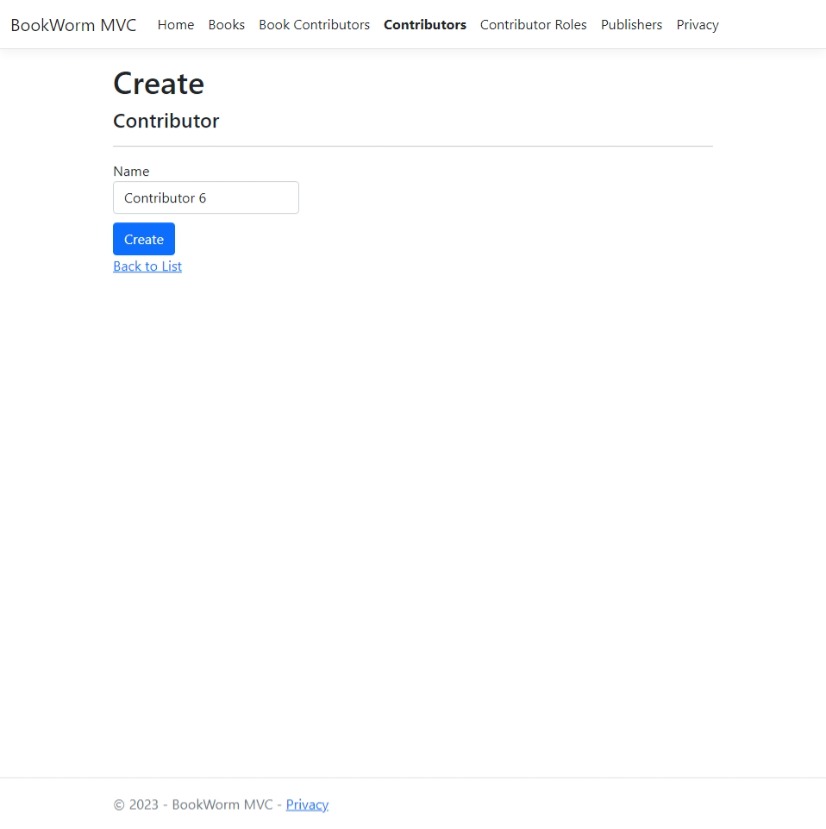 BookWorm MVC Home Books Book Contributors Contributors Contributor Roles Publishers Privacy
Create
Contributor
Name
Contributor 6
Create
Back to List
© 2023 - BookWorm MVC - Privacy